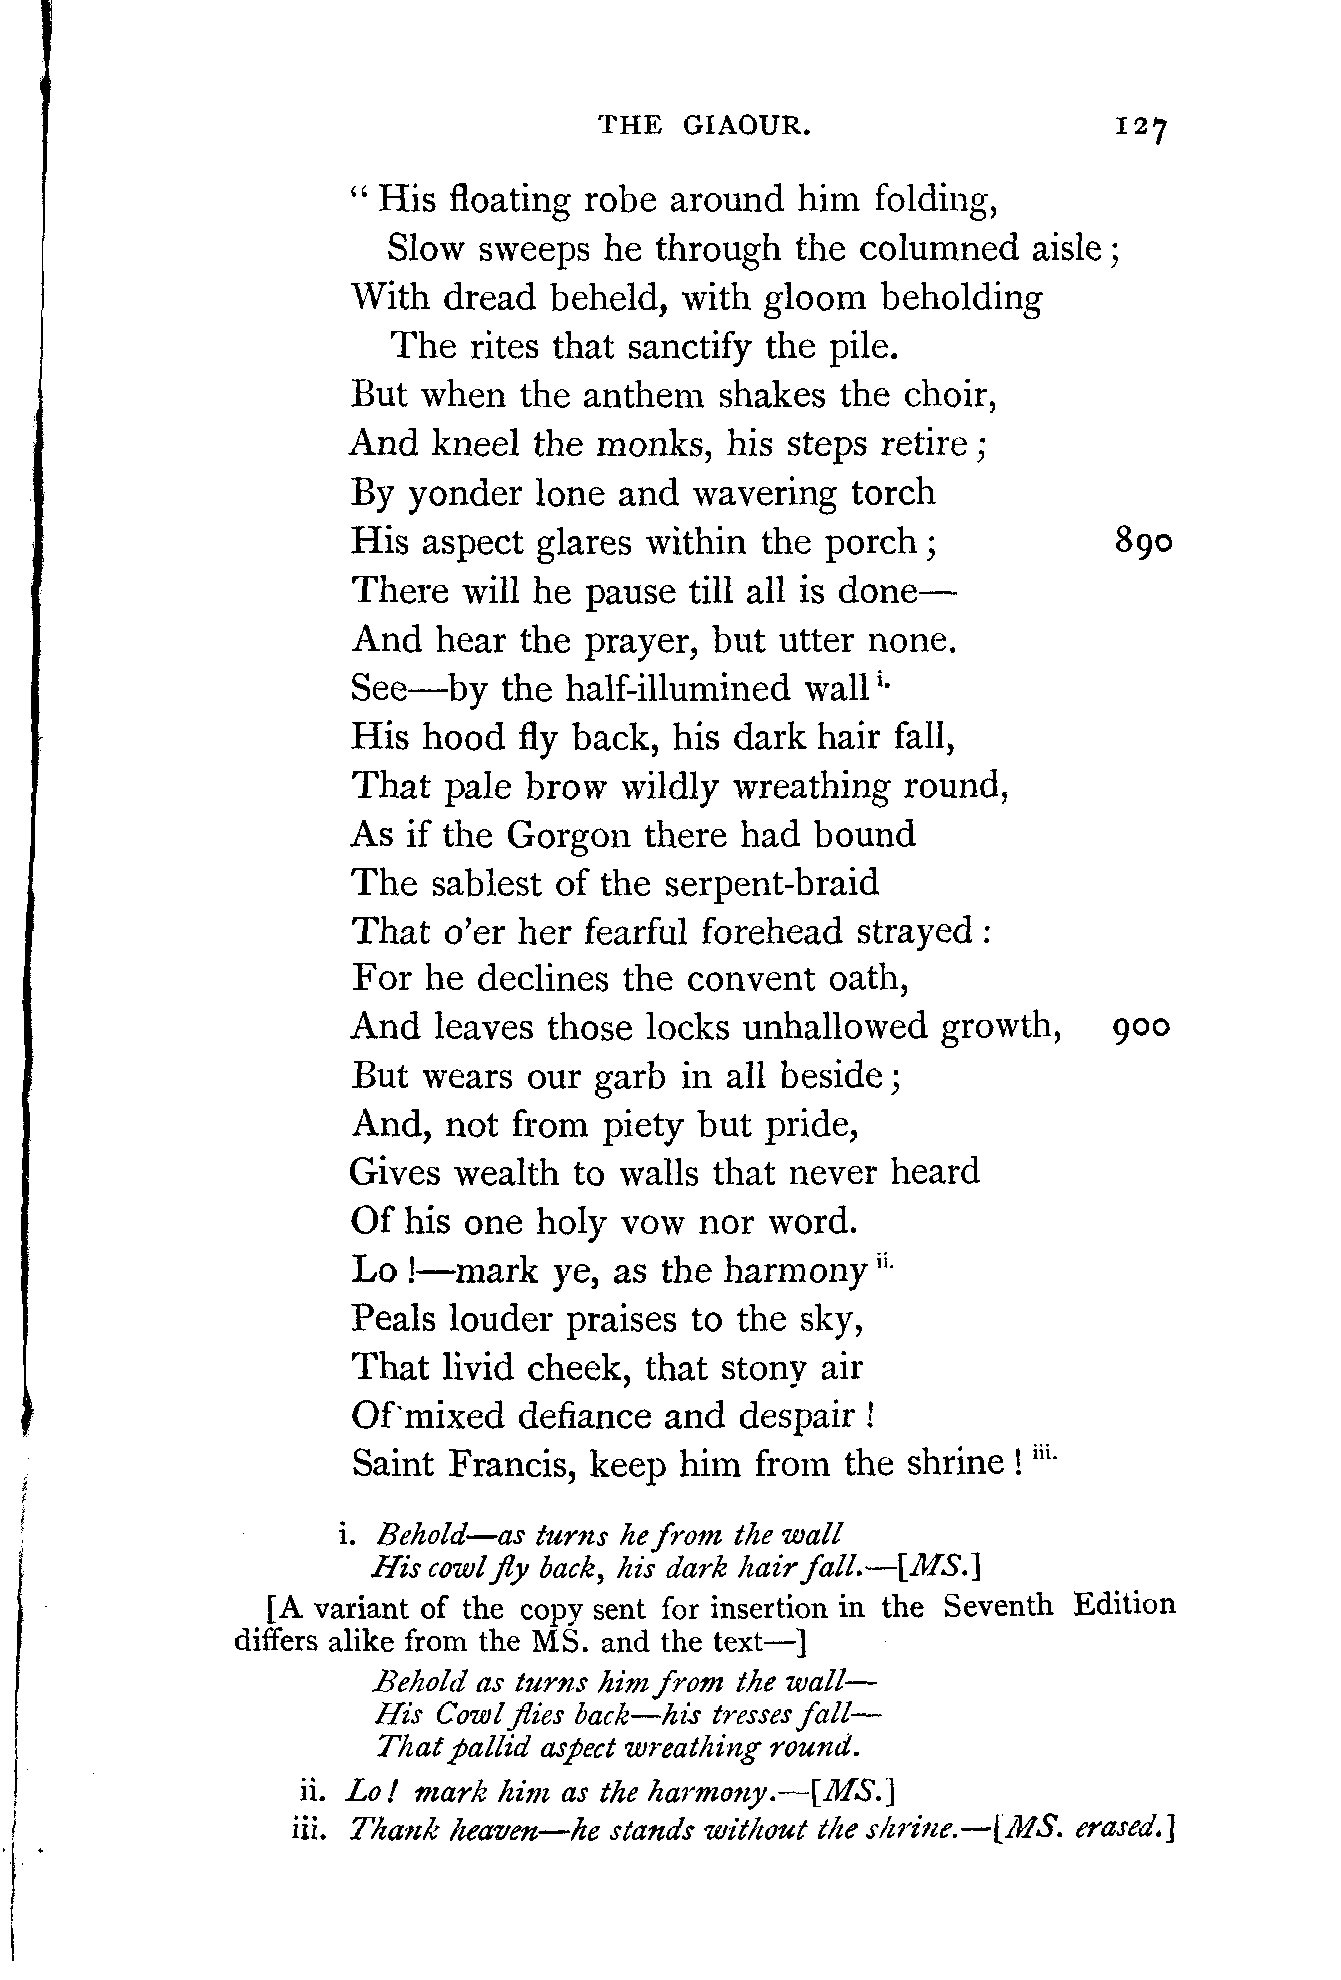 THE GIAOUR. 127
“ His floating robe around him folding,
Slow sweeps he through the columned aisle ;
With dread beheld, with gloom beholding
The rites that sanctify the pile.
But when the anthem shakes the choir,
And kneel the monks, his steps retire ;
By yonder lone and wavering torch
His aspect glares within the porch ; 890
There will he pause till all is done—
And hear the prayer, but utter none.
See—by the half-illumined wall i.
His hood fly back, his dark hair fall,
That pale brow wildly wreathing round,
As if the Gorgon there had bound
The sablest of the serpent-braid
That o’er her fearful forehead strayed :
For he declines the convent oath,
And leaves those locks unhallowed growth, 900
But wears our garb in all beside ;
And, not from piety but pride,
Gives wealth to walls that never heard
Of his one holy vow nor word.
Lo !—mark ye, as the harmony ii.
Peals louder praises to the sky,
That livid cheek, that stony air
Of mixed defiance and despair !
Saint Francis, keep him from the shrine ! iii.
i. Behold—as turns he from the wall
His cowl fly back, his dark hair fall.—[MS.]
[A variant of the copy sent for insertion in the Seventh Edition
differs alike from the MS. and the text—]
Behold as turns him from the wall—
His Cowl flies back—his tresses fall—
That pallid aspect wreathing round.
ii. Lo ! mark him as the harmony.—[MS.]
iii. Thank heaven—he stands without the shrine.—[MS. erased.]